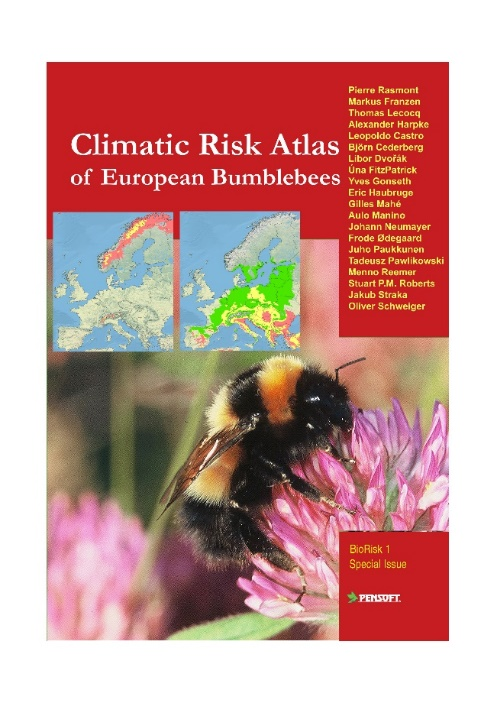 Climatic Risk Atlas
of European Bumblebees
Pierre Rasmont
Markus Franzen
Thomas Lecocq
Alexander Harpke
Leopoldo Castro
Björn Cederberg
Libor Dvořák
Úna FitzPatrick
Yves Gonseth
Eric Haubruge
Gilles Mahé
Aulo Manino
Johann Neumayer
Frode Ødegaard
Juho Paukkunen
Tadeusz Pawlikowski
Menno Reemer
Stuart P.M. Roberts
Jakub Straka
Oliver Schweiger
BioRisk 1
Special Issue
PENSOFT.